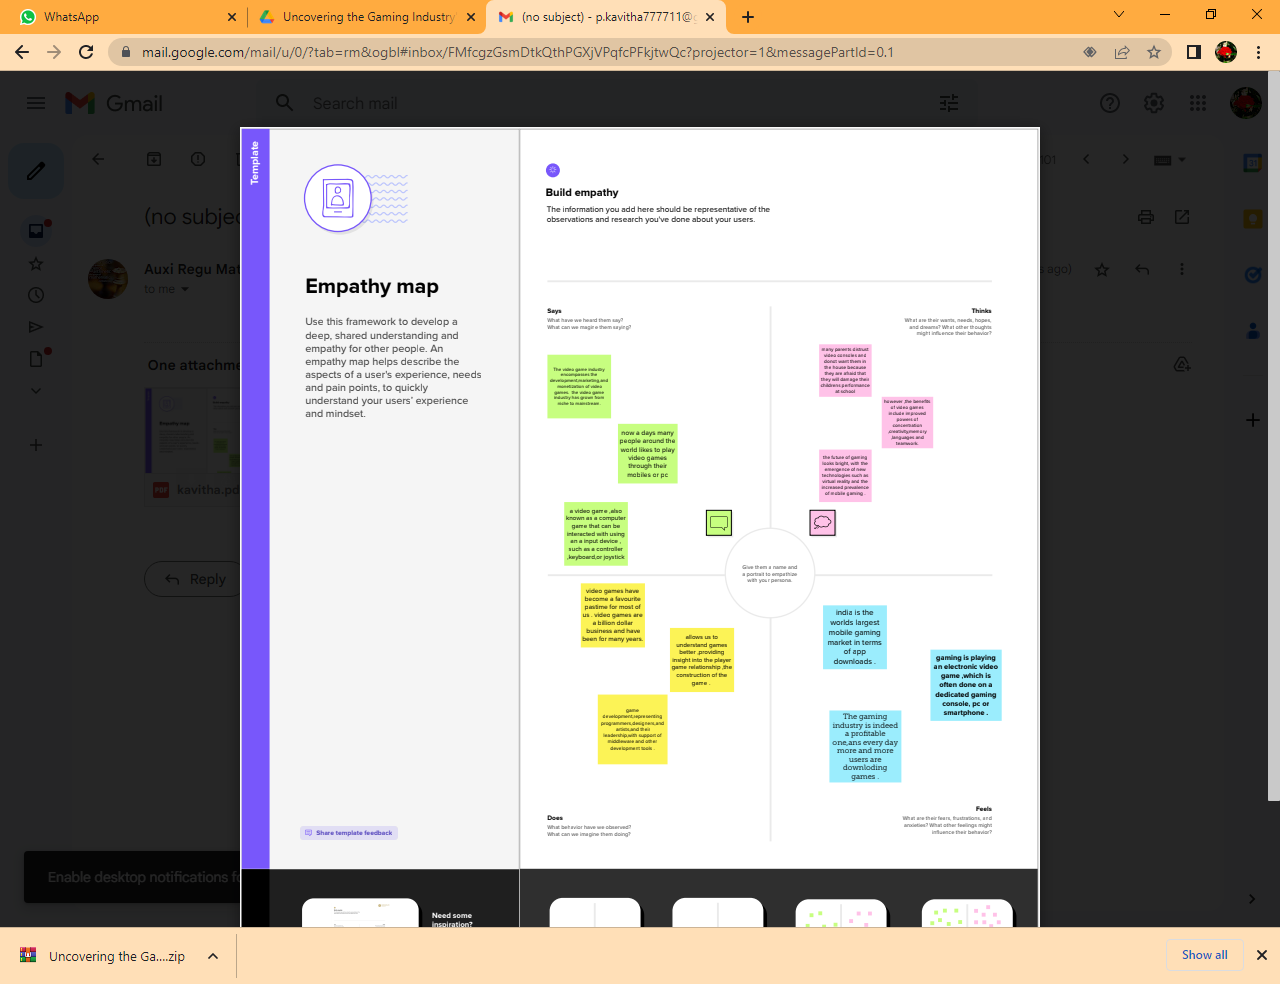 WhatsApp
Uncovering the Gaming Industry
(no subject) - p.kavitha777711@g
mail.google.com/mail/u/0/?tab=rm&ogbl#inbox/FMfcgzGsmDtkQthPGXjVPqfcPFkjtwQc?projector=1&messagePartId=0.1
Gmail
Search mail
101
(no subjec
Auxi Regu Mat
to me
s ago)
One attachme
kavitha.pd
PDF
Reply
Enable desktop notifications fo
Template
Empathy map
Use this framework to develop a
deep, shared understanding and
empathy for other people. An
empathy map helps describe the
aspects of a user's experience, needs
and pain points, to quickly
understand your users' experience
and mindset.
Share template feedback
Build empathy
The information you add here should be representative of the
observations and research you've done about your users.
Says
What have we heard them say?
What can we magine them saying?
Thinks
What are their wants, needs, hopes,
and dreams? What other thoughts
might influence their behavior?
The video game industry
encompasses the
development,marketing,and
monetization of video
games. The video game
industry has grown from
niche to mainstream
now a days many
people around the
world likes to play
video games
through their
mobiles or pc
a video game ,also
known as a computer
game that can be
interacted with using
an a input device ,
such as a controller
,keyboard,or joystick
many parents distrust
video consoles and
donot want them in
the house because
they are afraid that
they will damage their
childrens performance
at school
however ,the benefits
of video games
include improved
powers of
concentration
,creativity,memory
,languages and
teamwork.
the future of gaming
looks bright, with the
emergence of new
technologies such as
virtual reality and the
increased prevalence
of mobile gaming .
Give them a name and
a portrait to empathize
with your persona.
video games have
become a favourite
pastime for most of
us . video games are
a billion dollar
business and have
been for many years.
allows us to
understand games
better ,providing
insight into the player
game relationship ,the
construction of the
game .
game
development,representing
programmers,designers,and
artists,and their
leadership,with support of
middleware and other
development tools .
india is the
worlds largest
mobile gaming
market in terms
of app
downloads .
gaming is playing
an electronic video
game ,which is
often done on a
dedicated gaming
console, pc or
smartphone .
The gaming
industry is indeed
a profitable
one,ans every day
more and more
users are
downloding
games .
Does
What behavior have we observed?
What can we imagine them doing?
Feels
What are their fears, frustrations, and
anxieties? What other feelings might
influence their behavior?
Need some
inspiration?
Uncovering the Ga....zip
Show all